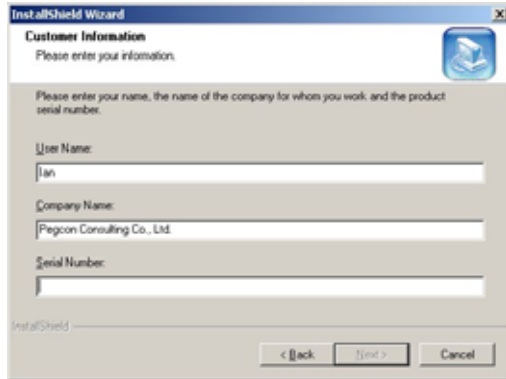 InstallShield Wizard
Customer Information
Please enter your information.
Please enter your name, the name of the company for whom you work and the product
serial number.
User Name:
Ian
Company Name:
Pegcon Consulting Co., Ltd.
Serial Number:
InstallShield
< Back
Next >
Cancel